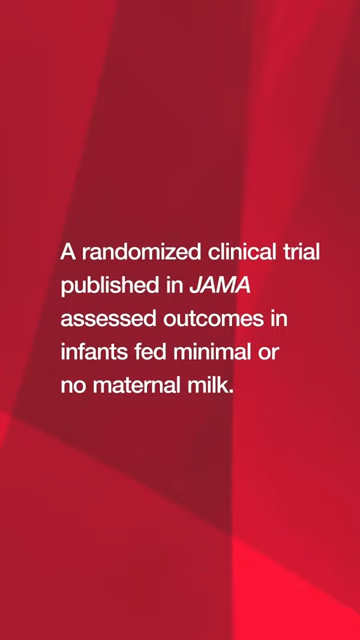 A randomized clinical trial
published in JAMA
assessed outcomes in
infants fed minimal or
no maternal milk.